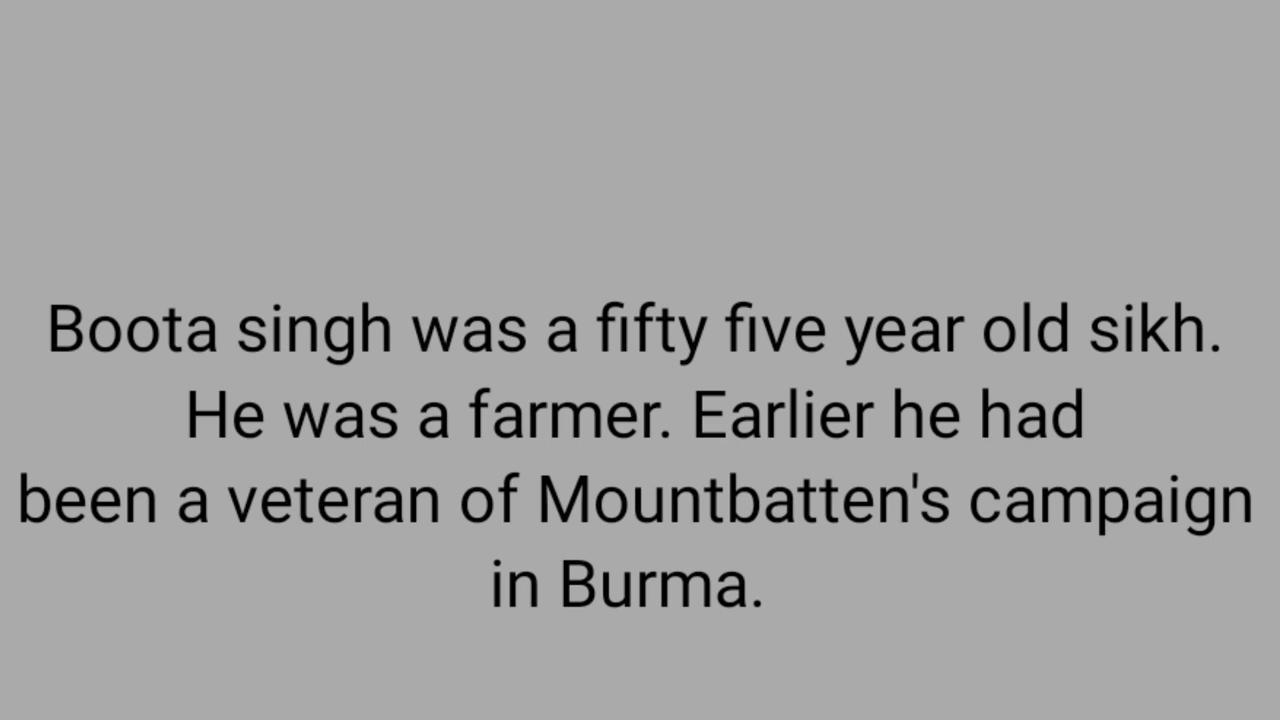 Boota singh was a fifty five year old sikh.
He was a farmer. Earlier he had
been a veteran of Mountbatten's campaign
in Burma.